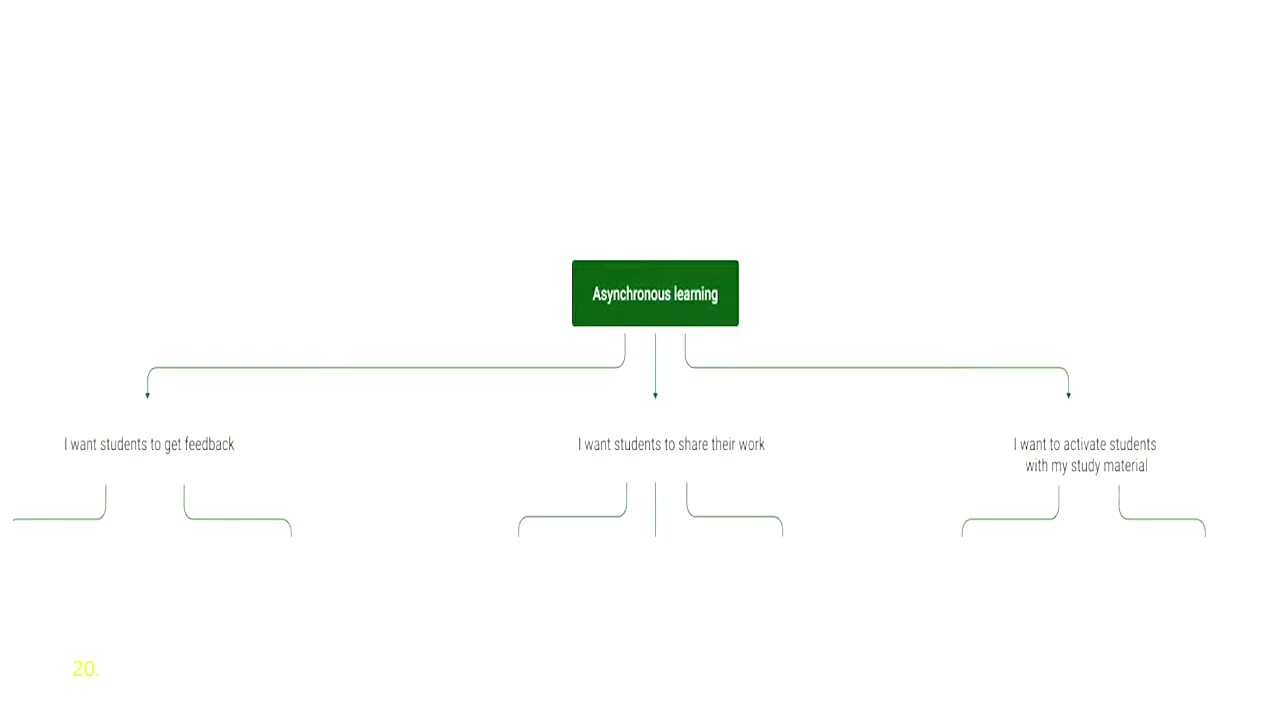 Asynchronous learning
I want students to get feedback
I want students to share their work
I want to activate students
with my study material
20.